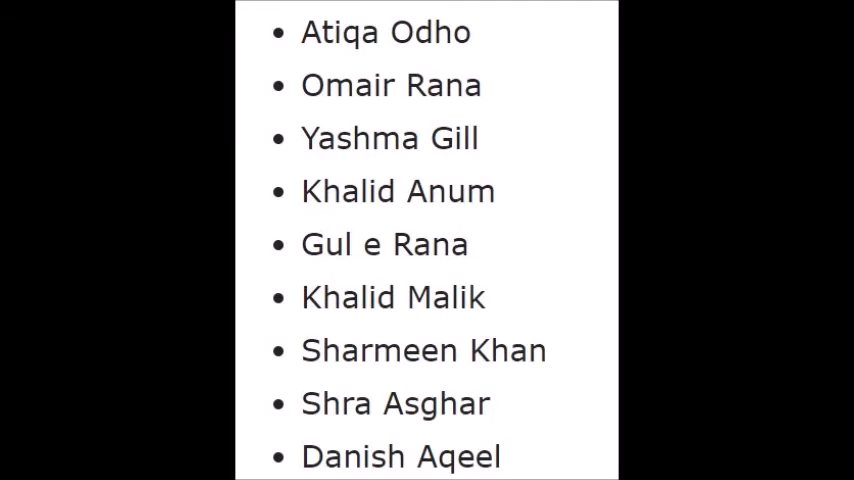 • Atiqa Odho
• Omair Rana
• Yashma Gill
• Khalid Anum
• Gul e Rana
• Khalid Malik
• Sharmeen Khan
• Shra Asghar
• Danish Aqeel